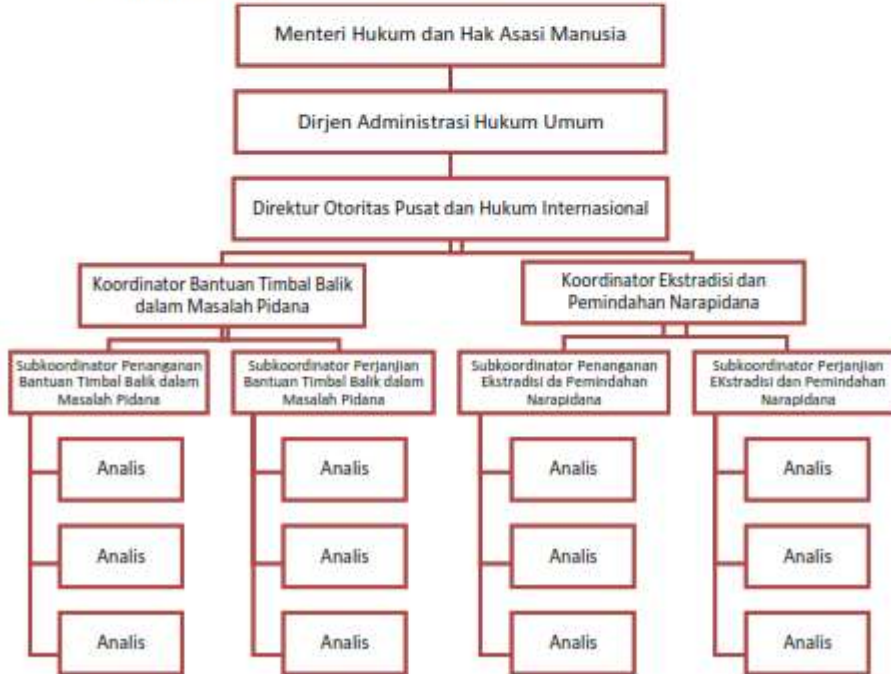 Menteri Hukum dan Hak Asasi Manusia
Dirjen Administrasi Hukum Umum
Direktur Otoritas Pusat dan Hukum Internasional
Koordinator Bantuan Timbal Balik
dalam Masalah Pidana
Koordinator Ekstradisi dan
Pemindahan Narapidana
Subkoordinator Penanganan
Bantuan Timbal Balik dalam
Masalah Pidana
Subkoordinator Perjanjian
Bantuan Timbal Balik dalam
Masalah Pidana
Subkoordinator Penanganan
Ekstradisi da Pemindahan
Narapidana
Subkoordinator Perjanjian
EKstradisi dan Pemindahan
Narapidana
Analis
Analis
Analis
Analis
Analis
Analis
Analis
Analis
Analis
Analis
Analis
Analis